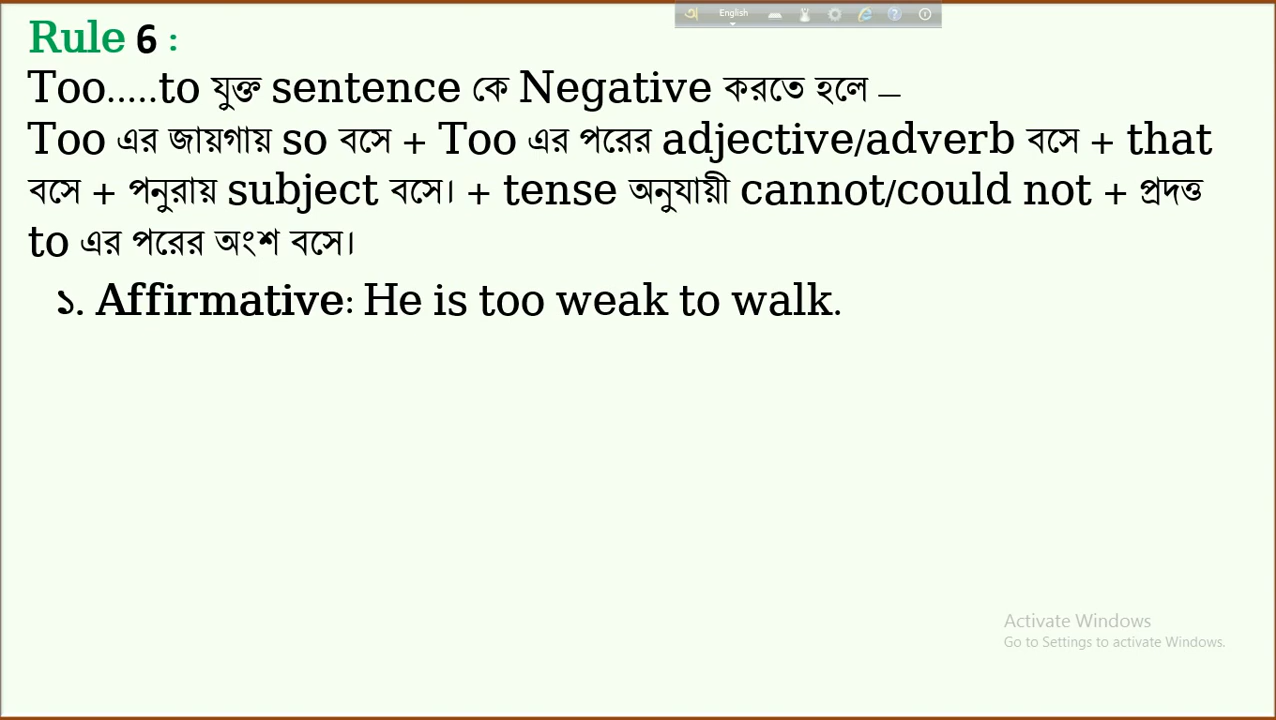 অ English
Rule 6 :
Too.....to যুক্ত sentence কে Negative করতে হলে –
Too এর জায়গায় so বসে + Too এর পরের adjective/adverb বসে + that
বসে + পনুরায় subject বসে। + tense অনুযায়ী cannot/could not + প্রদত্ত
to এর পরের অংশ বসে।
১. Affirmative: He is too weak to walk.
Activate Windows
Go to Settings to activate Windows.